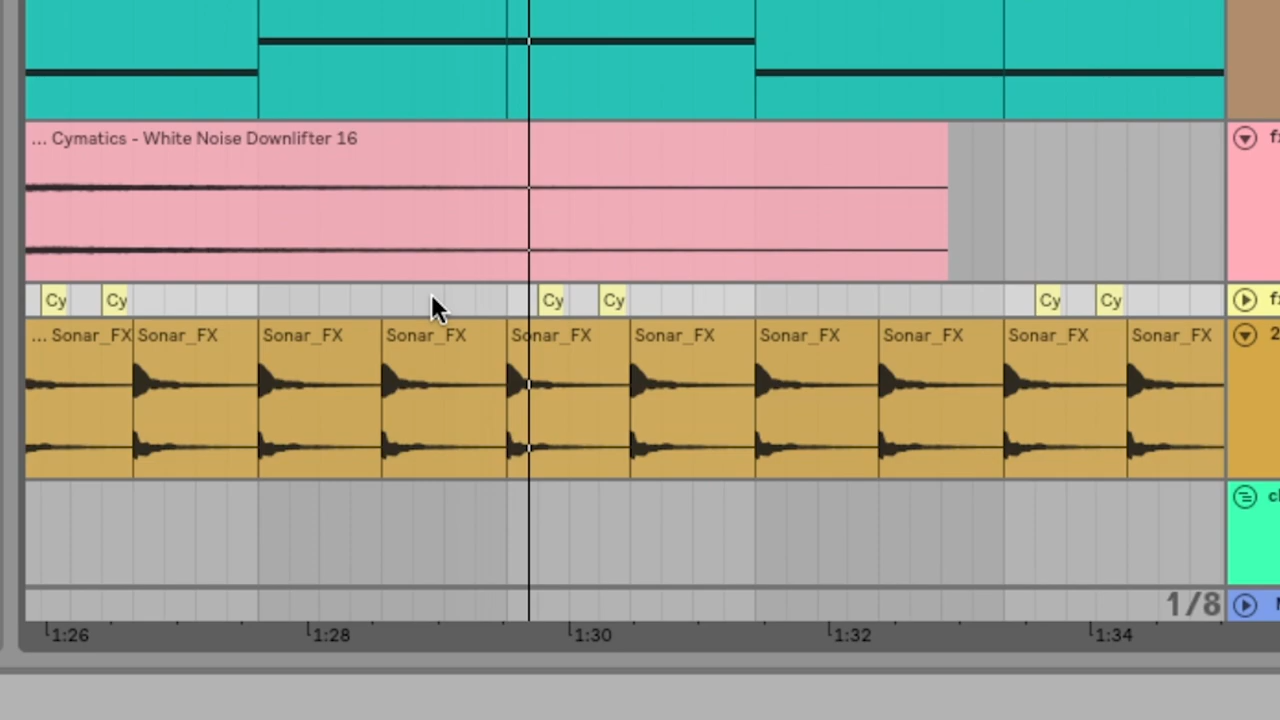 ... Cymatics - White Noise Downlifter 16
Cy Cy Cy Cy Cy Cy
... Sonar_FX Sonar_FX Sonar_FX Sonar_FX Sonar_FX Sonar_FX Sonar_FX Sonar_FX Sonar_FX Sonar_FX
2
1/8
1:26 1:28 1:30 1:32 1:34